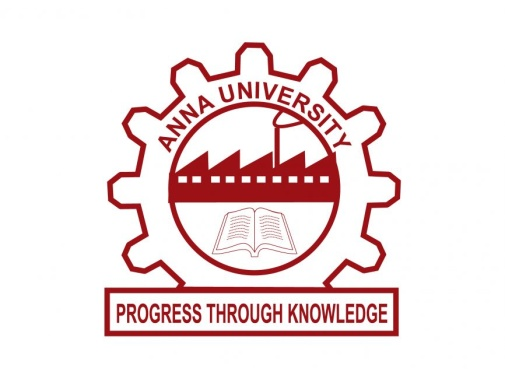 ANNA UNIVERSITY
PROGRESS THROUGH KNOWLEDGE